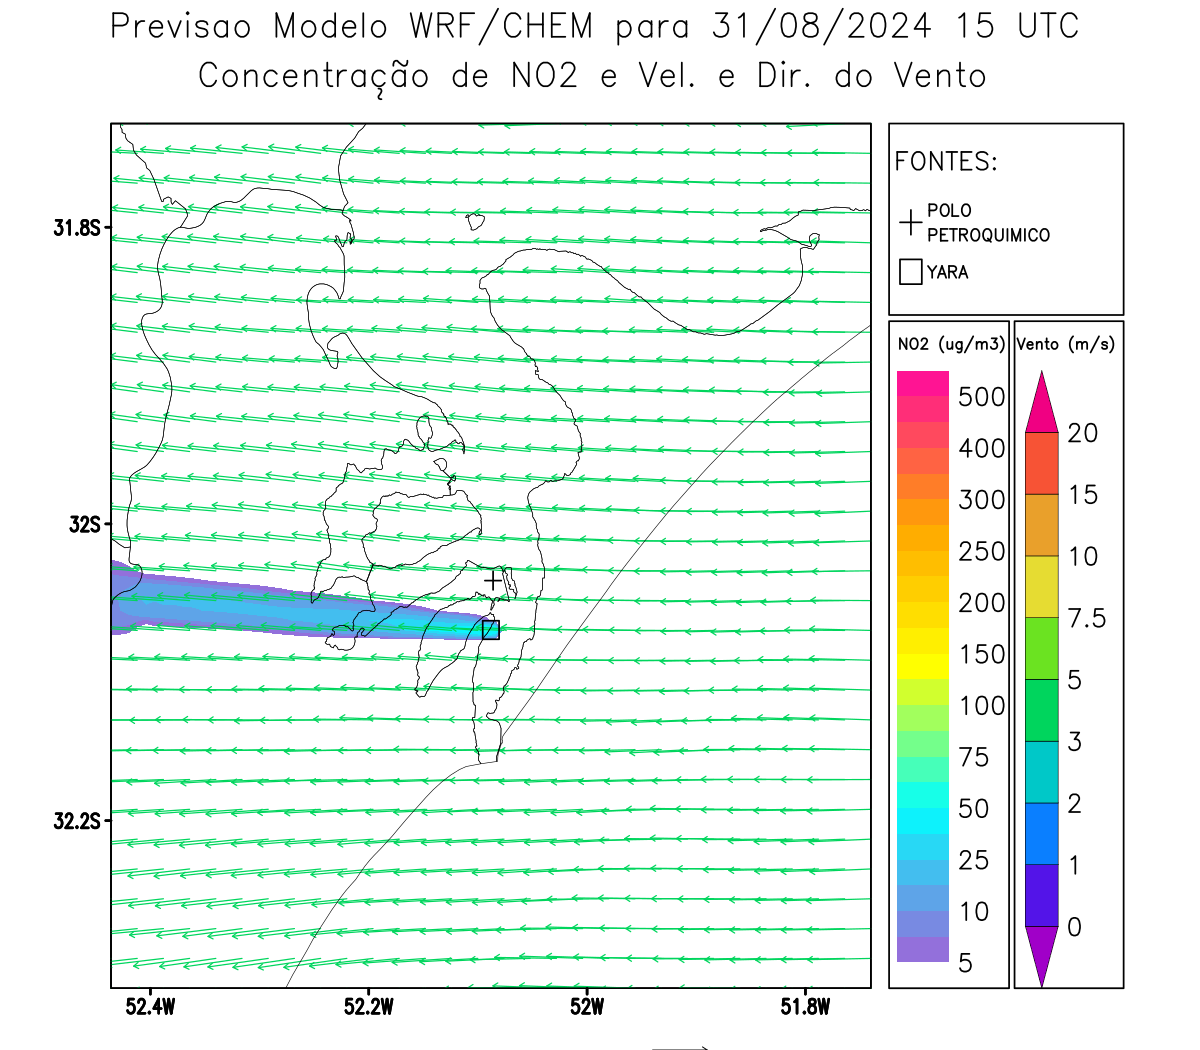 Previsao Modelo WRF/CHEM para 31/08/2024 15 UTC
Concentração de NO2 e Vel. e Dir. do Vento
FONTES:
POLO
PETROQUIMICO
YARA
31.8S
32S
32.2S
52.4W
52.2W
52W
51.8W
NO2 (ug/m3)
500
400
300
250
200
150
100
75
50
25
10
5
Vento (m/s)
20
15
10
7.5
5
3
2
1
0